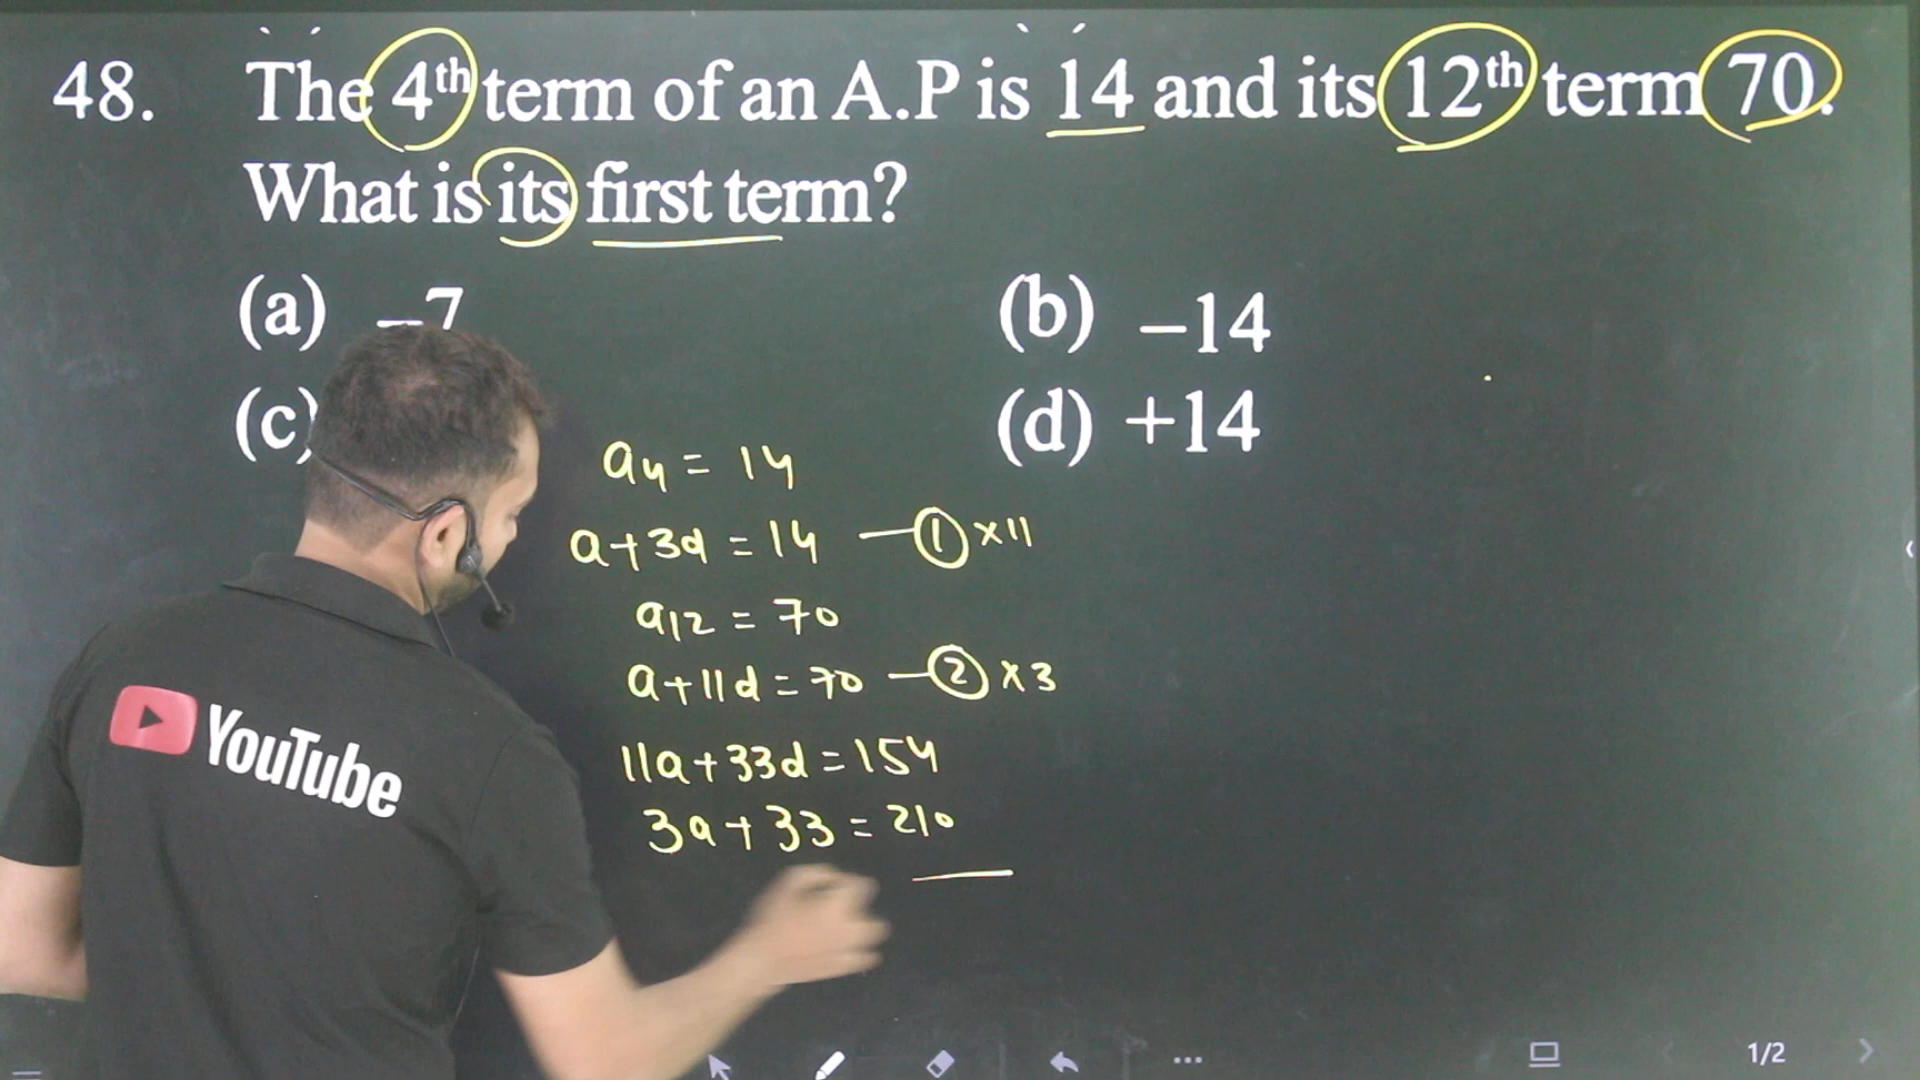 48. The 4th term of an A.P is 14 and its 12th term 70.
What is its first term?
(a) –7 (b) –14
(c) (d) +14
a4 = 14
a+3d = 14 — 1 ×11
a12 = 70
a+11d = 70 — 2 ×3
11a+33d = 154
3a+33 = 210
YouTube
1/2